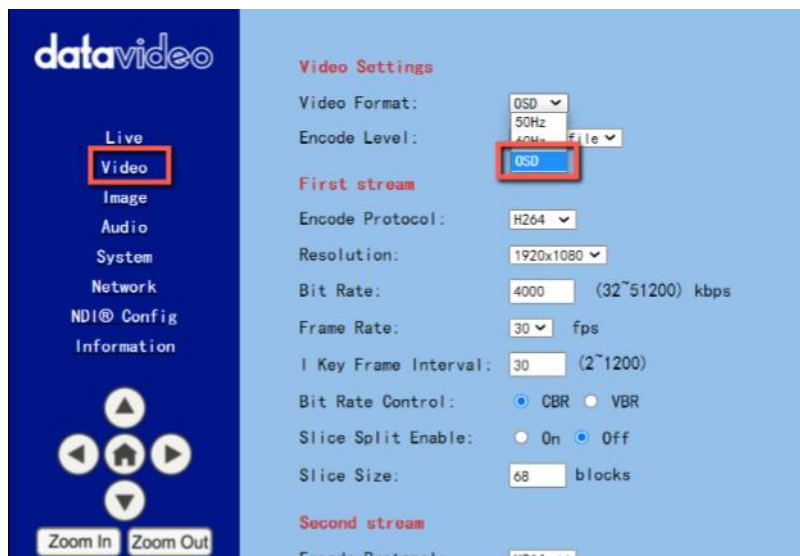 datavideo
Live
Video
Image
Audio
System
Network
NDI® Config
Information
Zoom In
Zoom Out
Video Settings
Video Format: OSD
50Hz
60Hz
OSD
Encode Level: file
First stream
Encode Protocol: H264
Resolution: 1920x1080
Bit Rate: 4000 (32~51200) kbps
Frame Rate: 30 fps
I Key Frame Interval: 30 (2~1200)
Bit Rate Control: CBR VBR
Slice Split Enable: On Off
Slice Size: 68 blocks
Second stream